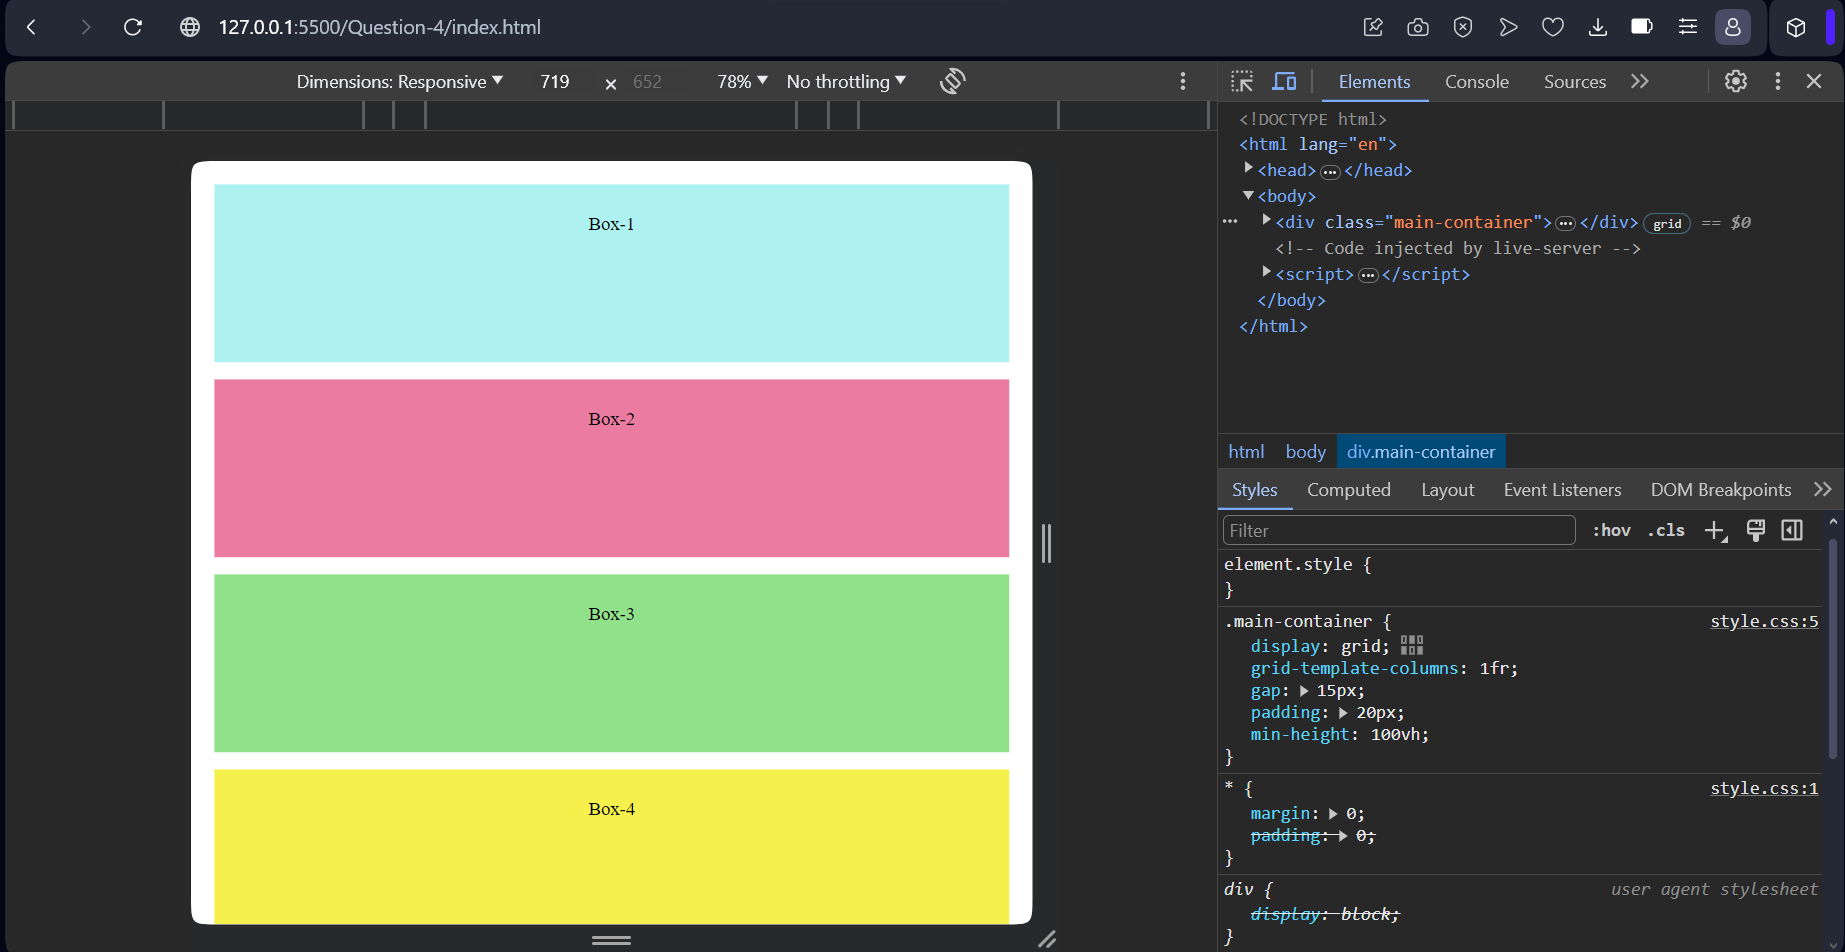 127.0.0.1:5500/Question-4/index.html
Dimensions: Responsive 719 × 652 78% No throttling
Elements Console Sources
<!DOCTYPE html>
<html lang="en">
<head>…</head>
<body>
<div class="main-container">…</div> grid == $0
<!-- Code injected by live-server -->
<script>…</script>
</body>
</html>
Box-1
Box-2
Box-3
Box-4
html body div.main-container
Styles Computed Layout Event Listeners DOM Breakpoints
Filter :hov .cls
element.style {
}
.main-container { style.css:5
display: grid;
grid-template-columns: 1fr;
gap: 15px;
padding: 20px;
min-height: 100vh;
}
* { style.css:1
margin: 0;
padding: 0;
}
div { user agent stylesheet
display: block;
}